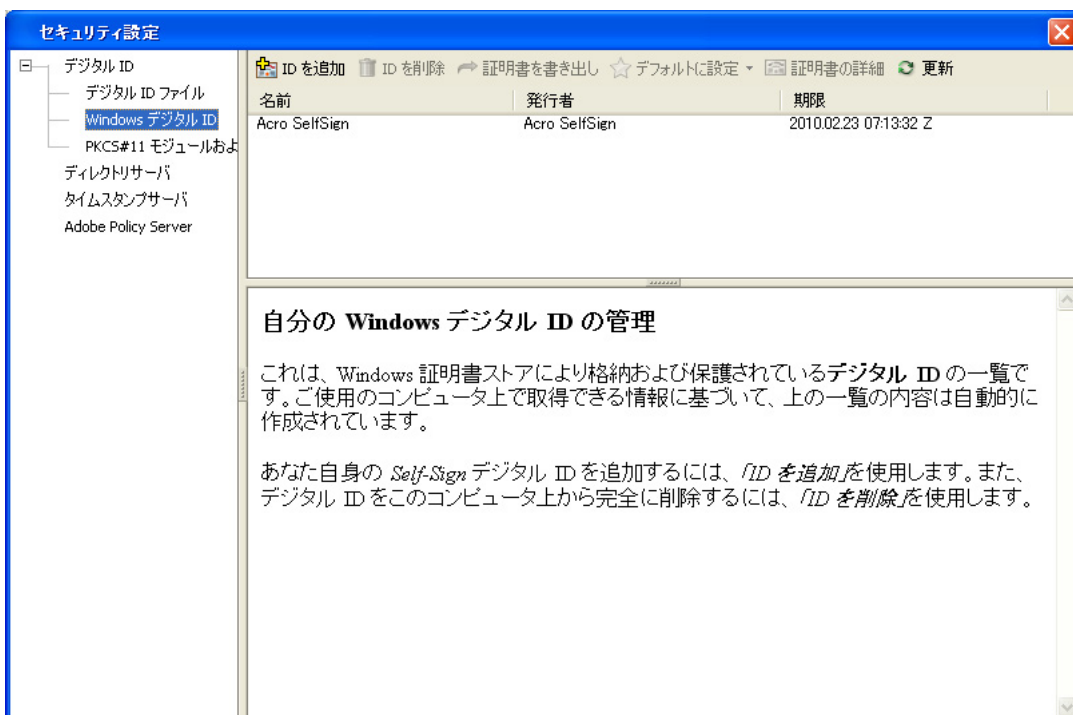 セキュリティ設定
デジタル ID
デジタル ID ファイル
Windows デジタル ID
PKCS#11 モジュールおよ
ディレクトリサーバ
タイムスタンプサーバ
Adobe Policy Server
ID を追加 ID を削除 証明書を書き出し デフォルトに設定 証明書の詳細 更新
名前 発行者 期限
Acro SelfSign Acro SelfSign 2010.02.23 07:13:32 Z
自分の Windows デジタル ID の管理
これは、Windows 証明書ストアにより格納および保護されているデジタル ID の一覧で
す。ご使用のコンピュータ上で取得できる情報に基づいて、上の一覧の内容は自動的に
作成されています。
あなた自身の Self-Sign デジタル ID を追加するには、「ID を追加」を使用します。また、
デジタル ID をこのコンピュータ上から完全に削除するには、「ID を削除」を使用します。